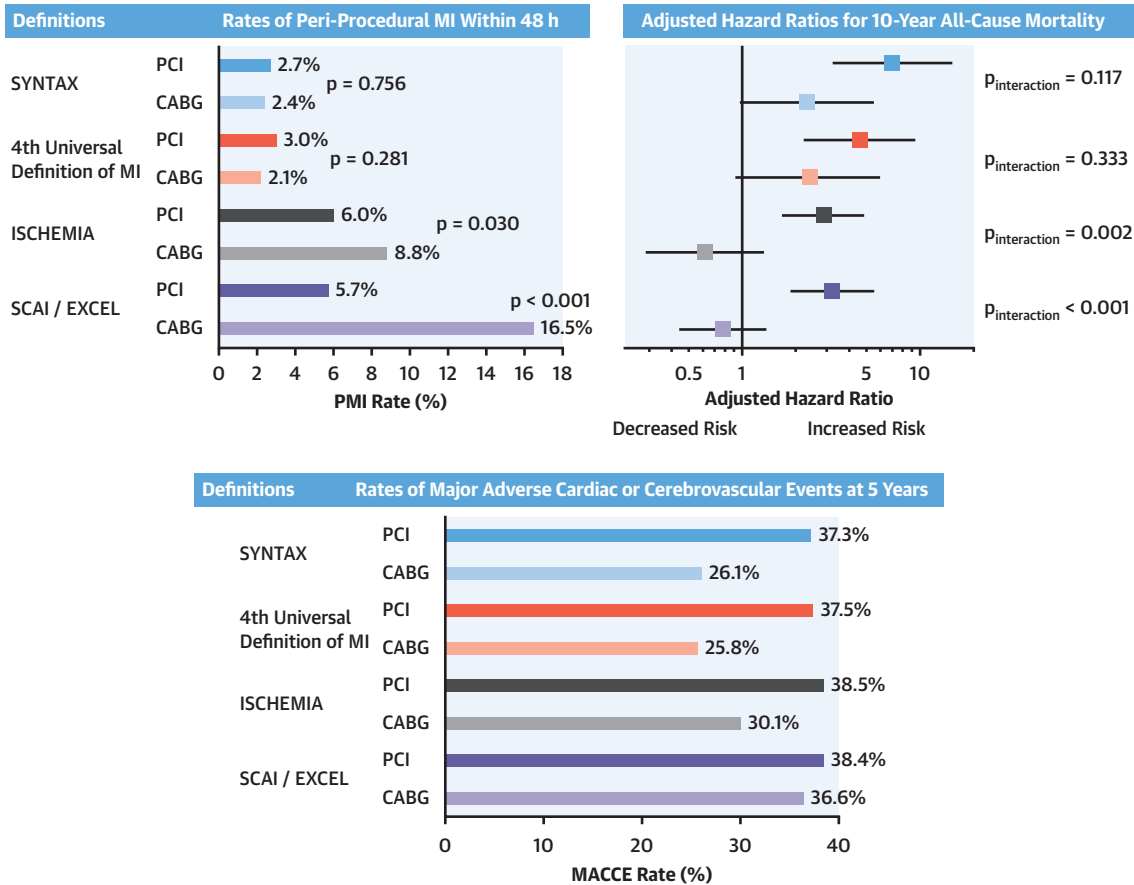 Definitions Rates of Peri-Procedural MI Within 48 h
SYNTAX
PCI 2.7%
p = 0.756
CABG 2.4%
4th Universal
Definition of MI
PCI 3.0%
p = 0.281
CABG 2.1%
ISCHEMIA
PCI 6.0%
p = 0.030
CABG 8.8%
SCAI / EXCEL
PCI 5.7%
p < 0.001
CABG 16.5%
0 2 4 6 8 10 12 14 16 18
PMI Rate (%)
Adjusted Hazard Ratios for 10-Year All-Cause Mortality
pinteraction = 0.117
pinteraction = 0.333
pinteraction = 0.002
pinteraction < 0.001
0.5 1 5 10
Adjusted Hazard Ratio
Decreased Risk Increased Risk
Definitions Rates of Major Adverse Cardiac or Cerebrovascular Events at 5 Years
SYNTAX
PCI 37.3%
CABG 26.1%
4th Universal
Definition of MI
PCI 37.5%
CABG 25.8%
ISCHEMIA
PCI 38.5%
CABG 30.1%
SCAI / EXCEL
PCI 38.4%
CABG 36.6%
0 10 20 30 40
MACCE Rate (%)